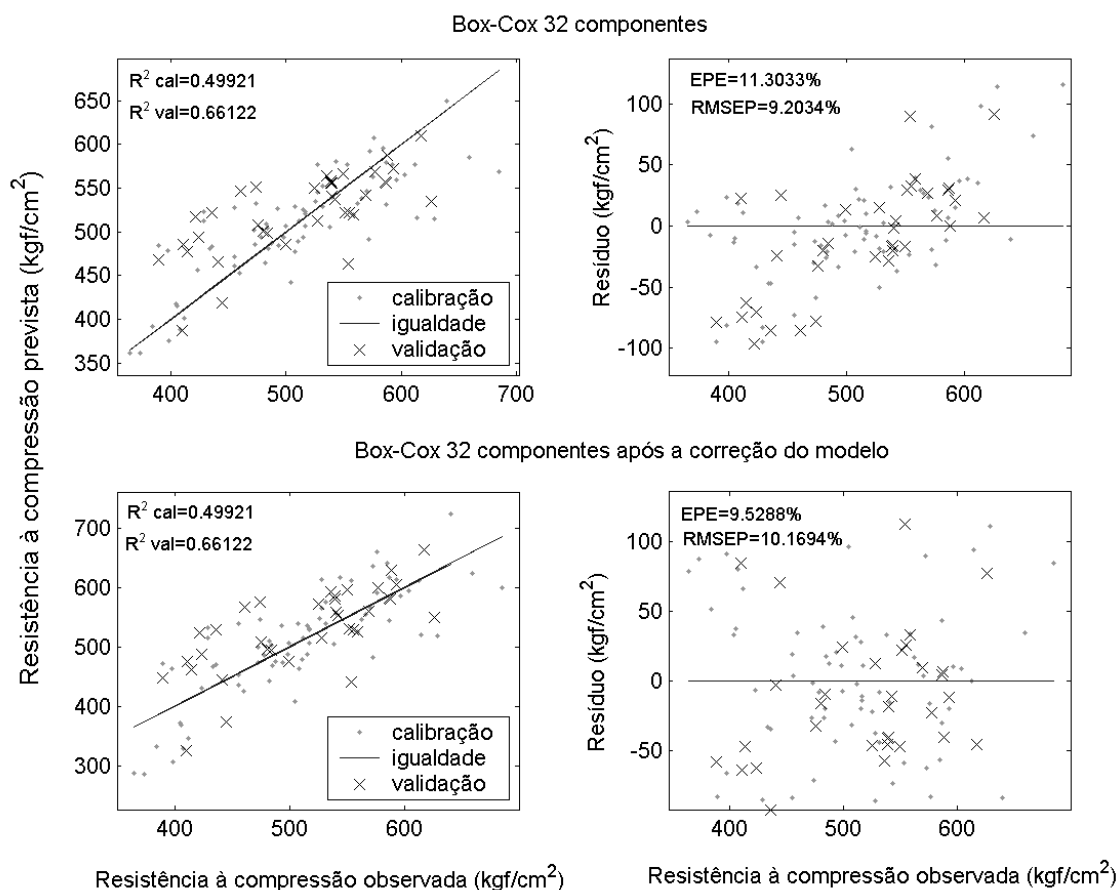 Box-Cox 32 componentes
R² cal=0.49921
R² val=0.66122
650
600
550
500
450
400
350
400
500
600
700
calibração
igualdade
validação
EPE=11.3033%
RMSEP=9.2034%
100
50
0
-50
-100
400
500
600
Resíduo (kgf/cm²)
Resistência à compressão prevista (kgf/cm²)
Box-Cox 32 componentes após a correção do modelo
R² cal=0.49921
R² val=0.66122
700
600
500
400
300
400
500
600
calibração
igualdade
validação
Resistência à compressão observada (kgf/cm²)
EPE=9.5288%
RMSEP=10.1694%
100
50
0
-50
400
500
600
Resíduo (kgf/cm²)
Resistência à compressão observada (kgf/cm²)